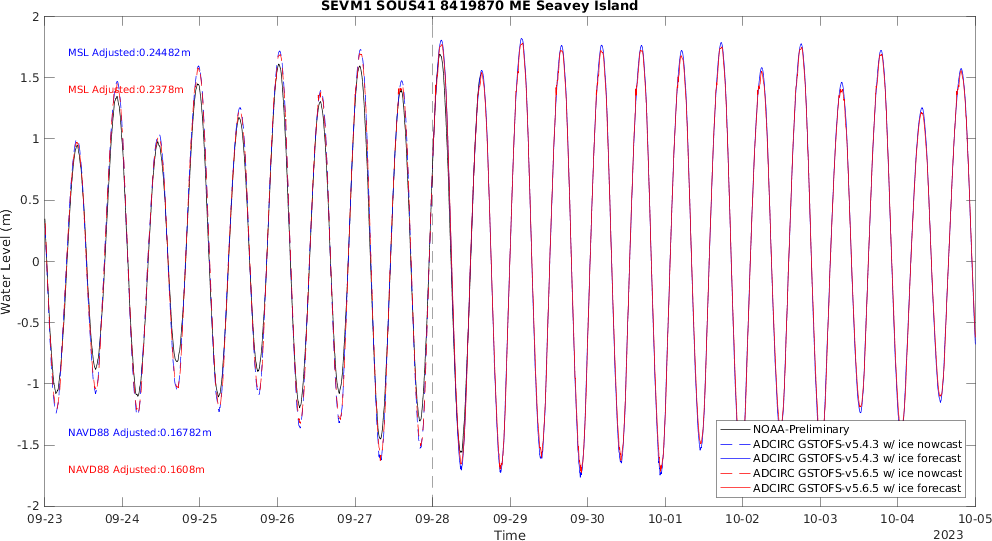 SEVM1 SOUS41 8419870 ME Seavey Island
MSL Adjusted:0.24482m
MSL Adjusted:0.2378m
NAVD88 Adjusted:0.16782m
NAVD88 Adjusted:0.1608m
Water Level (m)
2
1.5
1
0.5
0
-0.5
-1
-1.5
-2
NOAA-Preliminary
ADCIRC GSTOFS-v5.4.3 w/ ice nowcast
ADCIRC GSTOFS-v5.4.3 w/ ice forecast
ADCIRC GSTOFS-v5.6.5 w/ ice nowcast
ADCIRC GSTOFS-v5.6.5 w/ ice forecast
09-23 09-24 09-25 09-26 09-27 09-28 09-29 09-30 10-01 10-02 10-03 10-04 10-05
Time
2023